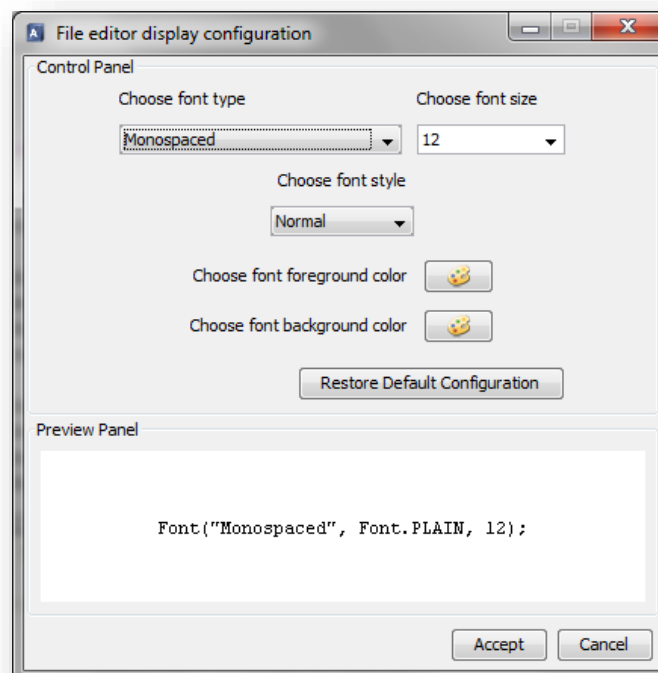 File editor display configuration
Control Panel
Choose font type Choose font size
Monospaced 12
Choose font style
Normal
Choose font foreground color
Choose font background color
Restore Default Configuration
Preview Panel
Font("Monospaced", Font.PLAIN, 12);
Accept Cancel